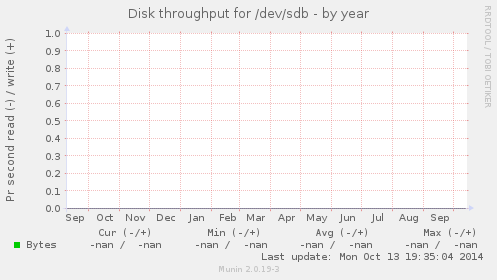 Disk throughput for /dev/sdb - by year
RRDTOOL / TOBI OETIKER
Pr second read (-) / write (+)
1.0
0.9
0.8
0.7
0.6
0.5
0.4
0.3
0.2
0.1
0.0
Sep Oct Nov Dec Jan Feb Mar Apr May Jun Jul Aug Sep
Cur (-/+) Min (-/+) Avg (-/+) Max (-/+)
Bytes -nan / -nan -nan / -nan -nan / -nan -nan / -nan
Last update: Mon Oct 13 19:35:04 2014
Munin 2.0.19-3